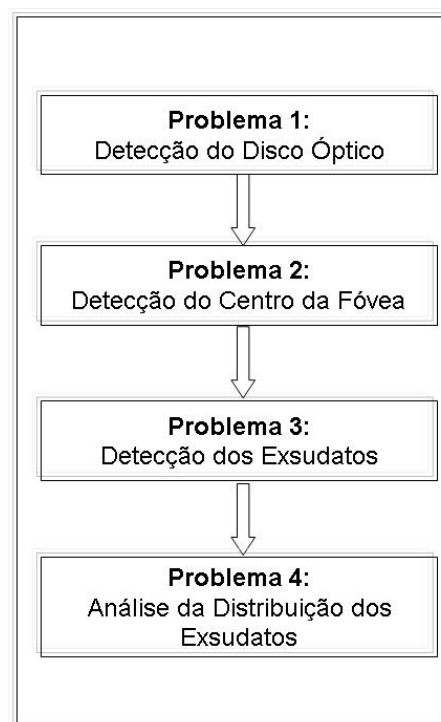 Problema 1:
Detecção do Disco Óptico
Problema 2:
Detecção do Centro da Fóvea
Problema 3:
Detecção dos Exsudatos
Problema 4:
Análise da Distribuição dos
Exsudatos